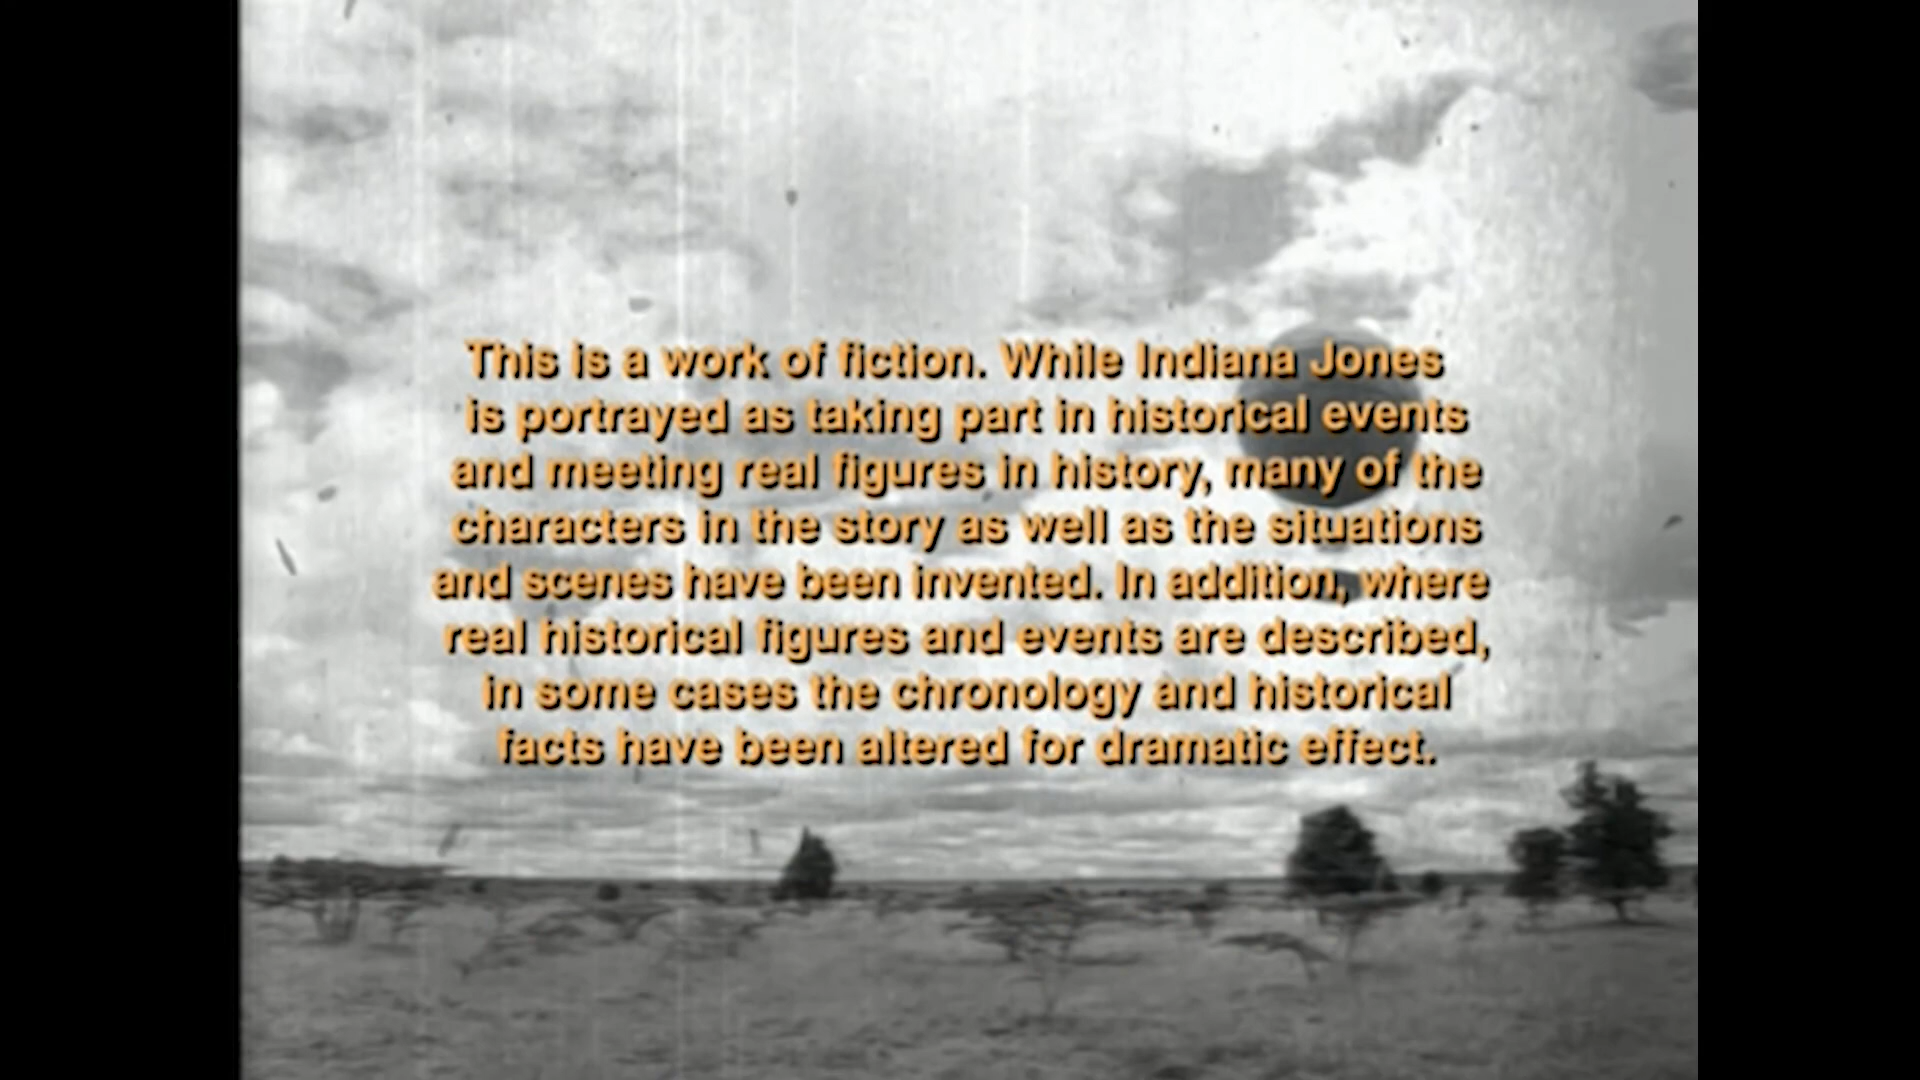 This is a work of fiction. While Indiana Jones
is portrayed as taking part in historical events
and meeting real figures in history, many of the
characters in the story as well as the situations
and scenes have been invented. In addition, where
real historical figures and events are described,
in some cases the chronology and historical
facts have been altered for dramatic effect.